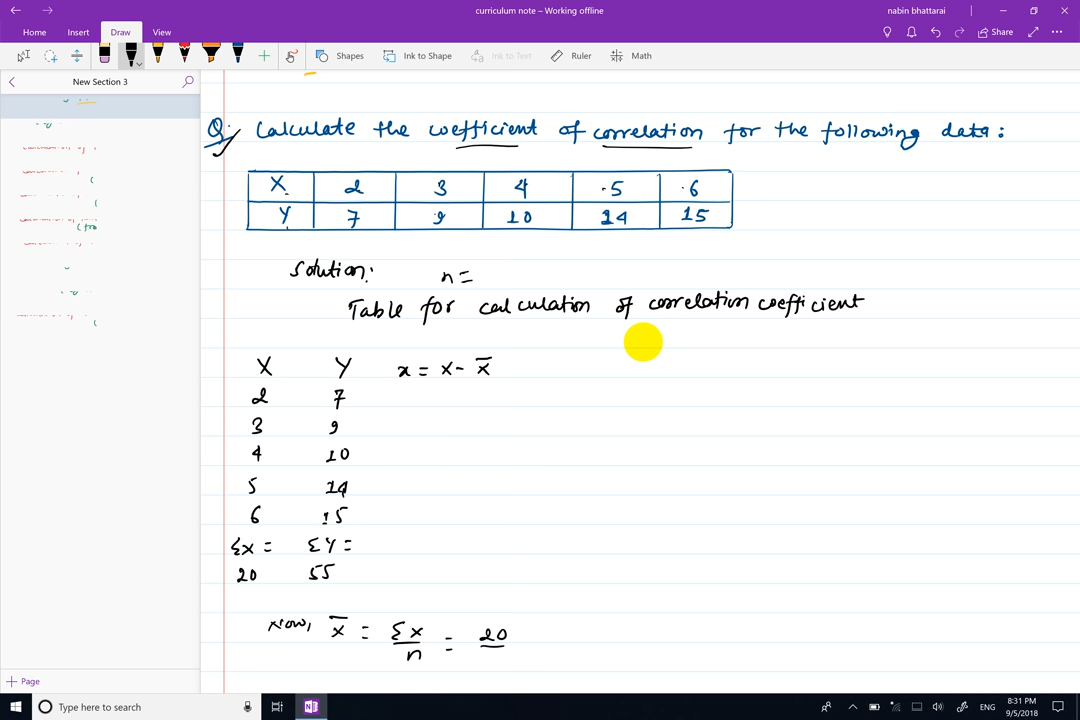 curriculum note – Working offline
nabin bhattarai
Home Insert Draw View
Share
Shapes Ink to Shape Ink to Text Ruler Math
New Section 3
Q. Calculate the coefficient of correlation for the following data:
X 2 3 4 5 6
Y 7 9 10 14 15
Solution: n =
Table for calculation of correlation coefficient
X Y x = X - X̅
2 7
3 9
4 10
5 14
6 15
ΣX = ΣY =
20 55
Now, X̅ = ΣX/n = 20
+ Page
Type here to search
ENG
8:31 PM
9/5/2018